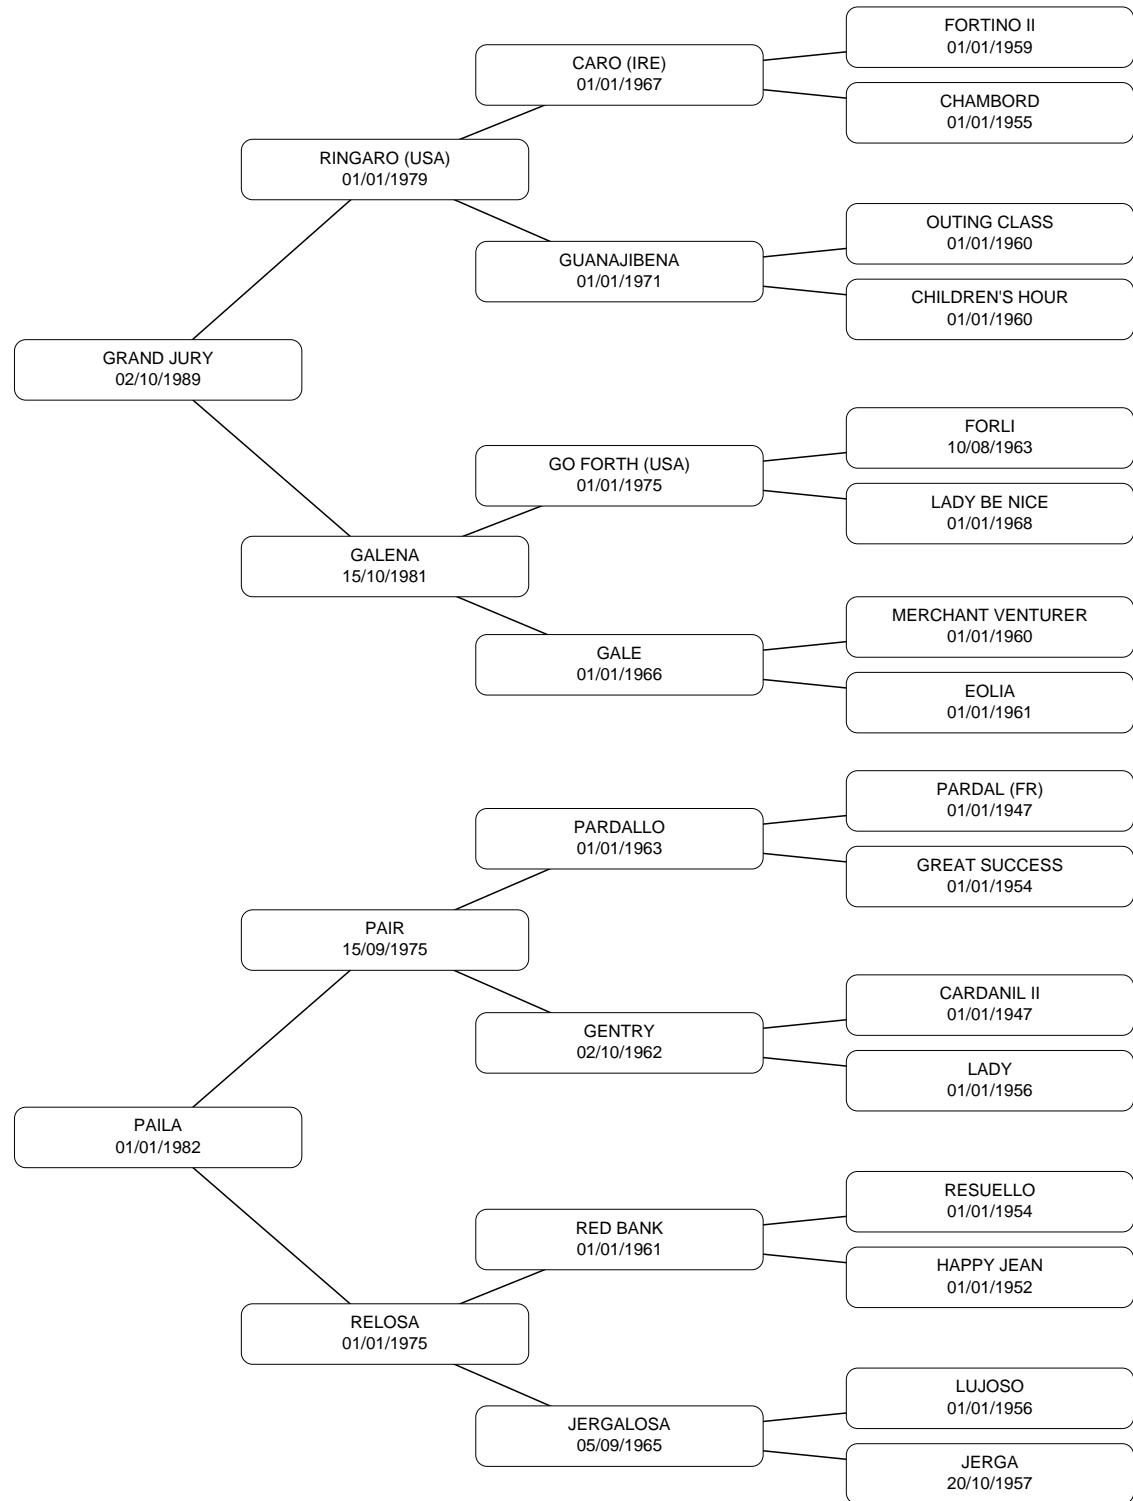 FORTINO II
01/01/1959
CARO (IRE)
01/01/1967
CHAMBORD
01/01/1955
RINGARO (USA)
01/01/1979
OUTING CLASS
01/01/1960
GUANAJIBENA
01/01/1971
CHILDREN'S HOUR
01/01/1960
GRAND JURY
02/10/1989
FORLI
10/08/1963
GO FORTH (USA)
01/01/1975
LADY BE NICE
01/01/1968
GALENA
15/10/1981
MERCHANT VENTURER
01/01/1960
GALE
01/01/1966
EOLIA
01/01/1961
PARDAL (FR)
01/01/1947
PARDALLO
01/01/1963
GREAT SUCCESS
01/01/1954
PAIR
15/09/1975
CARDANIL II
01/01/1947
GENTRY
02/10/1962
LADY
01/01/1956
PAILA
01/01/1982
RESUELLO
01/01/1954
RED BANK
01/01/1961
HAPPY JEAN
01/01/1952
RELOSA
01/01/1975
LUJOSO
01/01/1956
JERGALOSA
05/09/1965
JERGA
20/10/1957